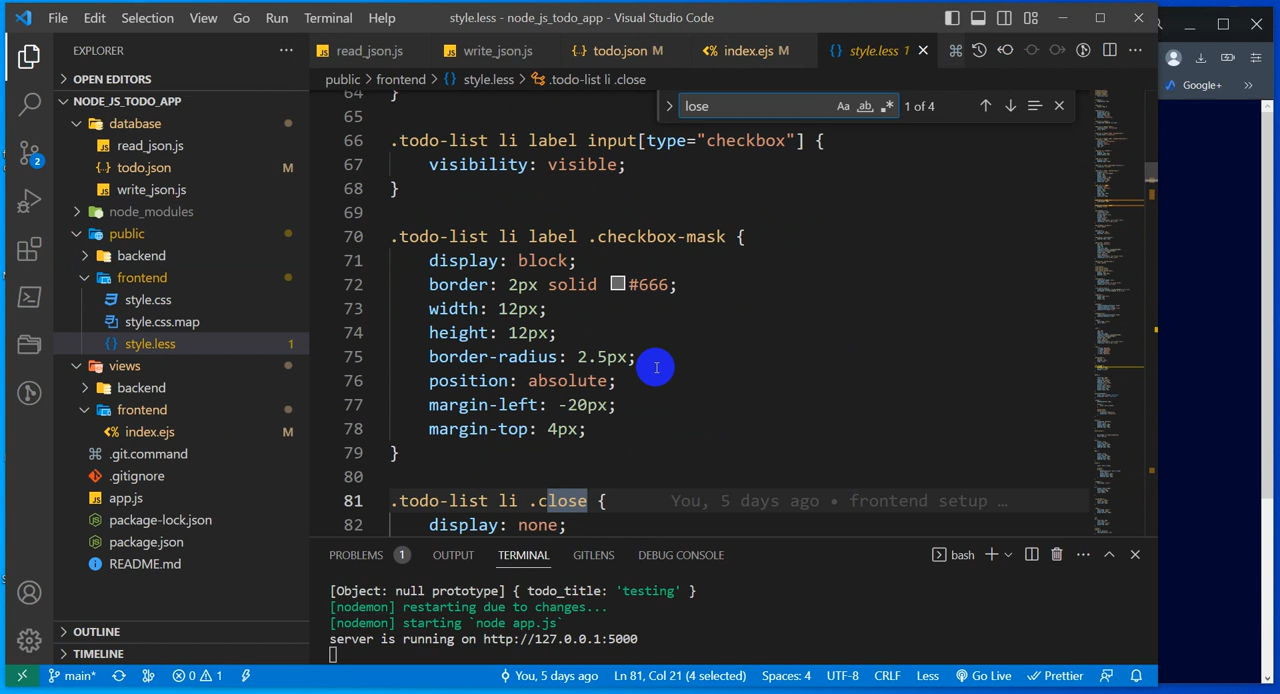 File Edit Selection View Go Run Terminal Help style.less - node_js_todo_app - Visual Studio Code
EXPLORER
OPEN EDITORS
NODE_JS_TODO_APP
database
read_json.js
todo.json M
write_json.js
node_modules
public
backend
frontend
style.css
style.css.map
style.less 1
views
backend
frontend
index.ejs M
.git.command
.gitignore
app.js
package-lock.json
package.json
README.md
OUTLINE
TIMELINE
2
read_json.js write_json.js todo.json M index.ejs M style.less 1
public > frontend > style.less > .todo-list li .close
lose Aa ab 1 of 4
64 }
65
66 .todo-list li label input[type="checkbox"] {
67 visibility: visible;
68 }
69
70 .todo-list li label .checkbox-mask {
71 display: block;
72 border: 2px solid #666;
73 width: 12px;
74 height: 12px;
75 border-radius: 2.5px;
76 position: absolute;
77 margin-left: -20px;
78 margin-top: 4px;
79 }
80
81 .todo-list li .close { You, 5 days ago • frontend setup …
82 display: none;
PROBLEMS 1 OUTPUT TERMINAL GITLENS DEBUG CONSOLE bash
[Object: null prototype] { todo_title: 'testing' }
[nodemon] restarting due to changes...
[nodemon] starting `node app.js`
server is running on http://127.0.0.1:5000
main* 0 1 You, 5 days ago Ln 81, Col 21 (4 selected) Spaces: 4 UTF-8 CRLF Less Go Live Prettier
Google+ »